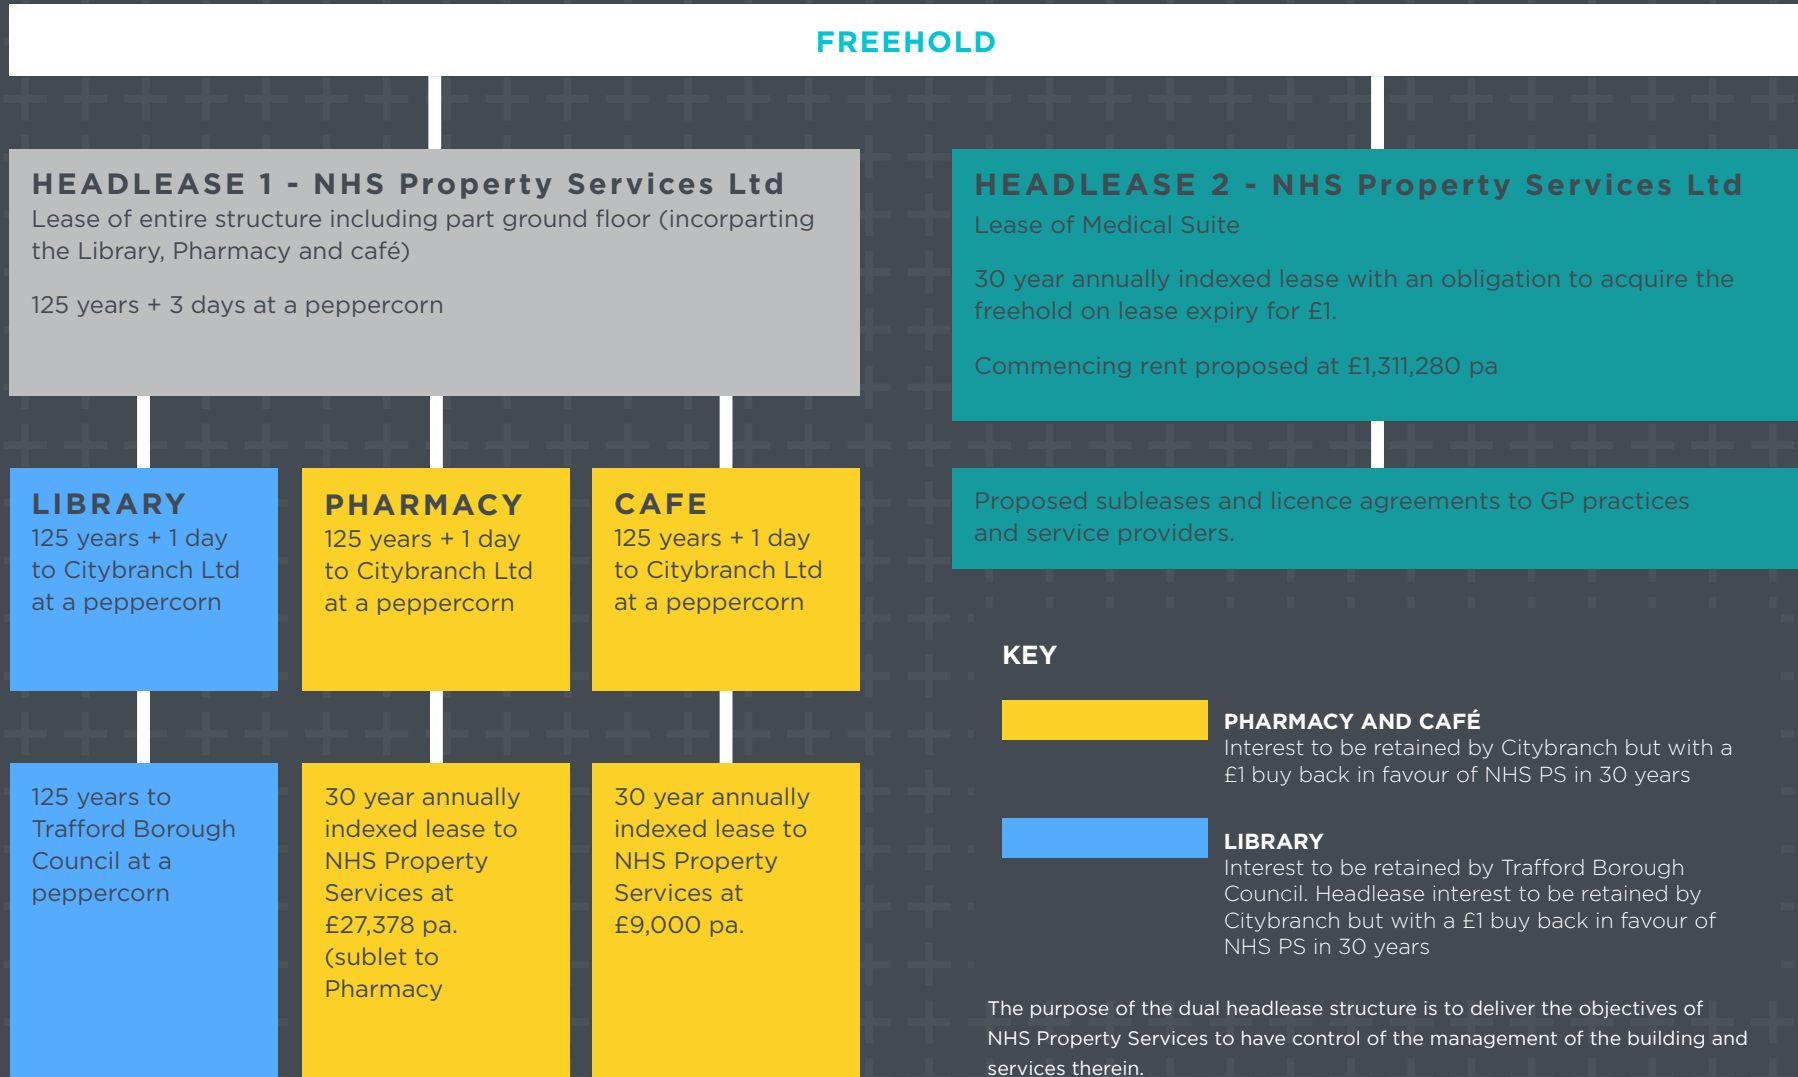 FREEHOLD
HEADLEASE 1 - NHS Property Services Ltd
Lease of entire structure including part ground floor (incorparting
the Library, Pharmacy and café)
125 years + 3 days at a peppercorn
HEADLEASE 2 - NHS Property Services Ltd
Lease of Medical Suite
30 year annually indexed lease with an obligation to acquire the
freehold on lease expiry for £1.
Commencing rent proposed at £1,311,280 pa
LIBRARY
125 years + 1 day
to Citybranch Ltd
at a peppercorn
PHARMACY
125 years + 1 day
to Citybranch Ltd
at a peppercorn
CAFE
125 years + 1 day
to Citybranch Ltd
at a peppercorn
Proposed subleases and licence agreements to GP practices
and service providers.
125 years to
Trafford Borough
Council at a
peppercorn
30 year annually
indexed lease to
NHS Property
Services at
£27,378 pa.
(sublet to
Pharmacy
30 year annually
indexed lease to
NHS Property
Services at
£9,000 pa.
KEY
PHARMACY AND CAFÉ
Interest to be retained by Citybranch but with a
£1 buy back in favour of NHS PS in 30 years
LIBRARY
Interest to be retained by Trafford Borough
Council. Headlease interest to be retained by
Citybranch but with a £1 buy back in favour of
NHS PS in 30 years
The purpose of the dual headlease structure is to deliver the objectives of
NHS Property Services to have control of the management of the building and
services therein.